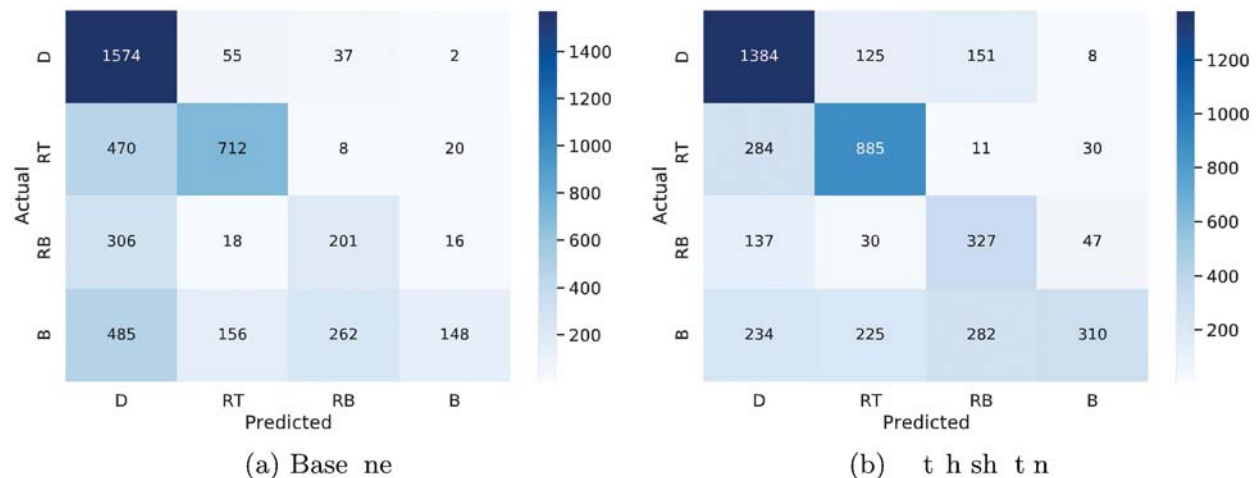 D 1574 55 37 2
RT 470 712 8 20
RB 306 18 201 16
B 485 156 262 148
D RT RB B
Actual
Predicted
1400
1200
1000
800
600
400
200
(a) Base ne
D 1384 125 151 8
RT 284 885 11 30
RB 137 30 327 47
B 234 225 282 310
D RT RB B
Actual
Predicted
1200
1000
800
600
400
200
(b) t h sh t n